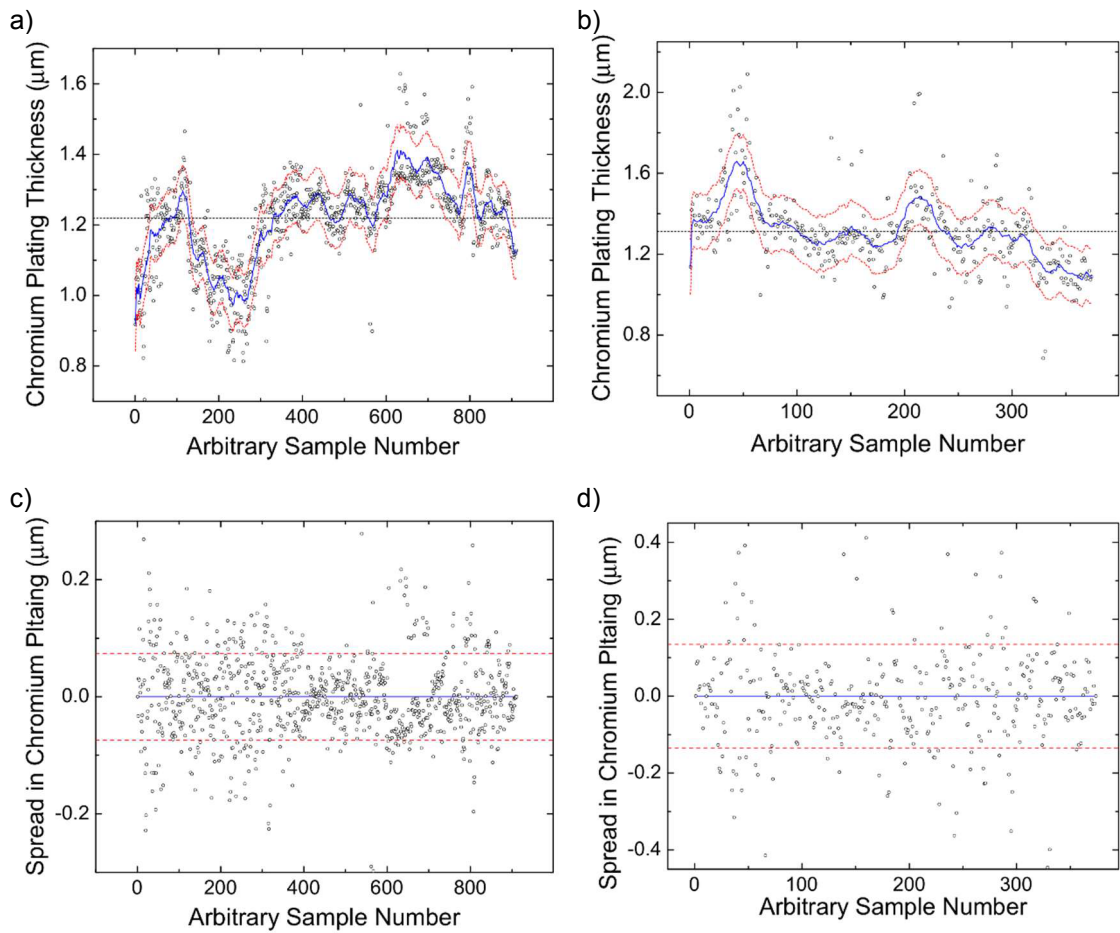 a)
Chromium Plating Thickness (μm)
1.6
1.4
1.2
1.0
0.8
0
200
400
600
800
Arbitrary Sample Number
b)
Chromium Plating Thickness (μm)
2.0
1.6
1.2
0.8
0
100
200
300
Arbitrary Sample Number
c)
Spread in Chromium Pltaing (μm)
0.2
0.0
-0.2
0
200
400
600
800
Arbitrary Sample Number
d)
Spread in Chromium Pltaing (μm)
0.4
0.2
0.0
-0.2
-0.4
0
100
200
300
Arbitrary Sample Number